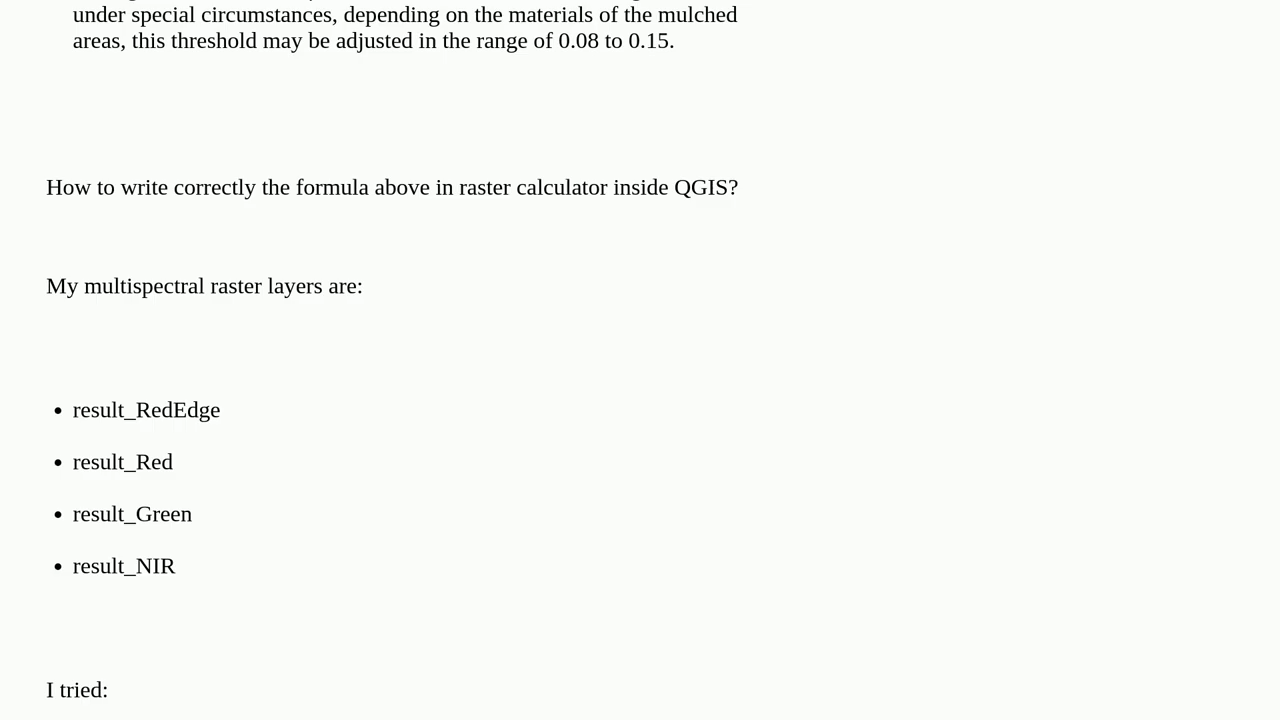 under special circumstances, depending on the materials of the mulched
areas, this threshold may be adjusted in the range of 0.08 to 0.15.
How to write correctly the formula above in raster calculator inside QGIS?
My multispectral raster layers are:
• result_RedEdge
• result_Red
• result_Green
• result_NIR
I tried: